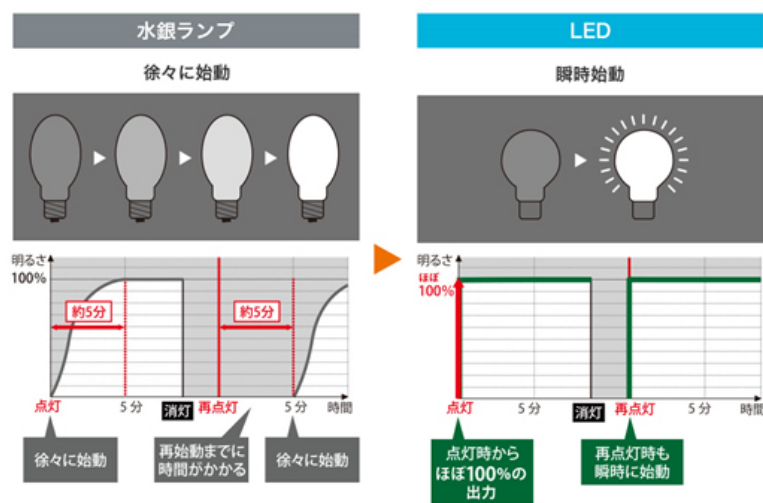 水銀ランプ
徐々に始動
明るさ
100%
約5分
約5分
点灯
5分
消灯
再点灯
5分
時間
徐々に始動
再始動までに
時間がかかる
徐々に始動
LED
瞬時始動
明るさ
ほぼ
100%
点灯
5分
消灯
再点灯
5分
時間
点灯時から
ほぼ100%の
出力
再点灯時も
瞬時に始動